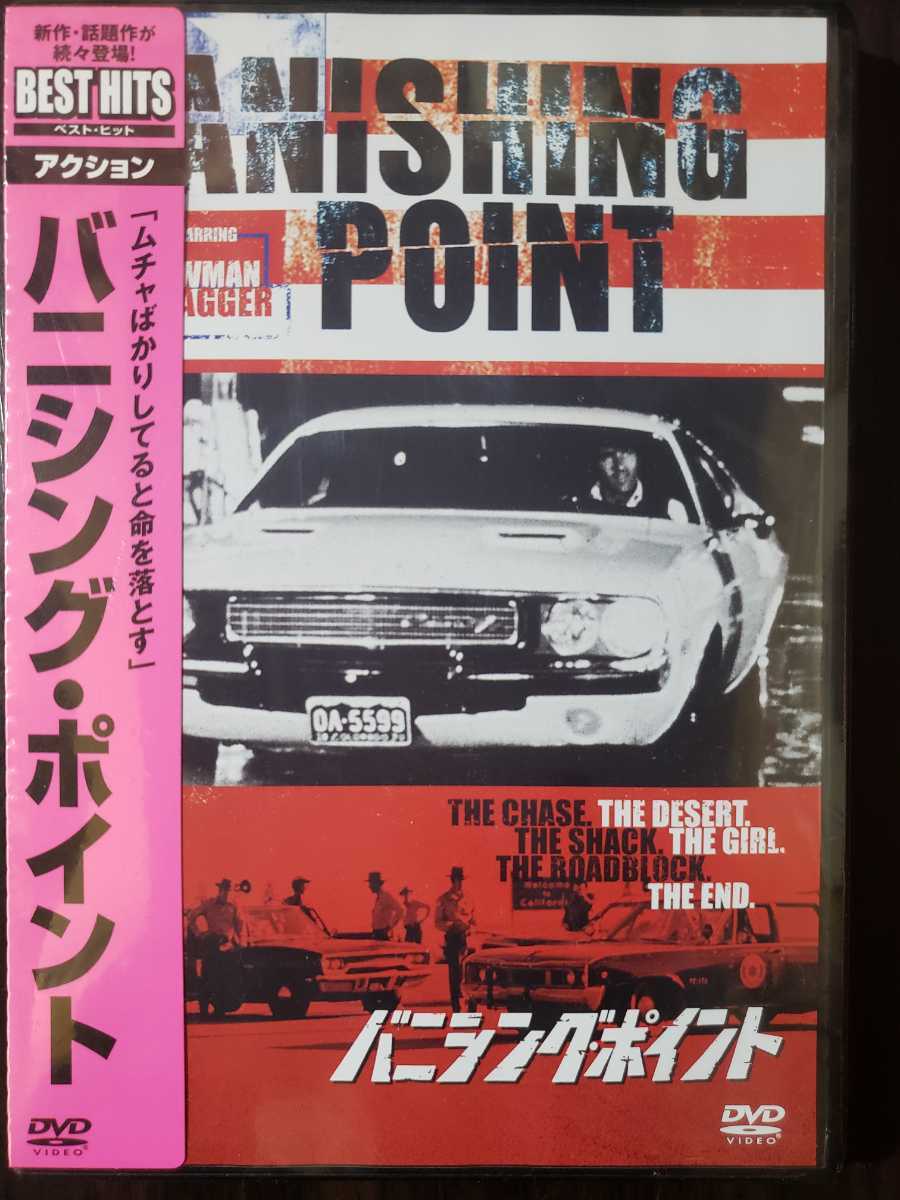 新作・話題作が
続々登場!
BEST HITS
ベスト・ヒット
アクション
「ムチャばかりしてると命を落とす」
バニシング・ポイント
DVD
VIDEO
ANISHING
POINT
ARRING
WMAN
AGGER
OA-5599
THE CHASE. THE DESERT.
THE SHACK. THE GIRL.
THE ROADBLOCK.
THE END.
Welcome
to
California
バニシング・ポイント
DVD
VIDEO